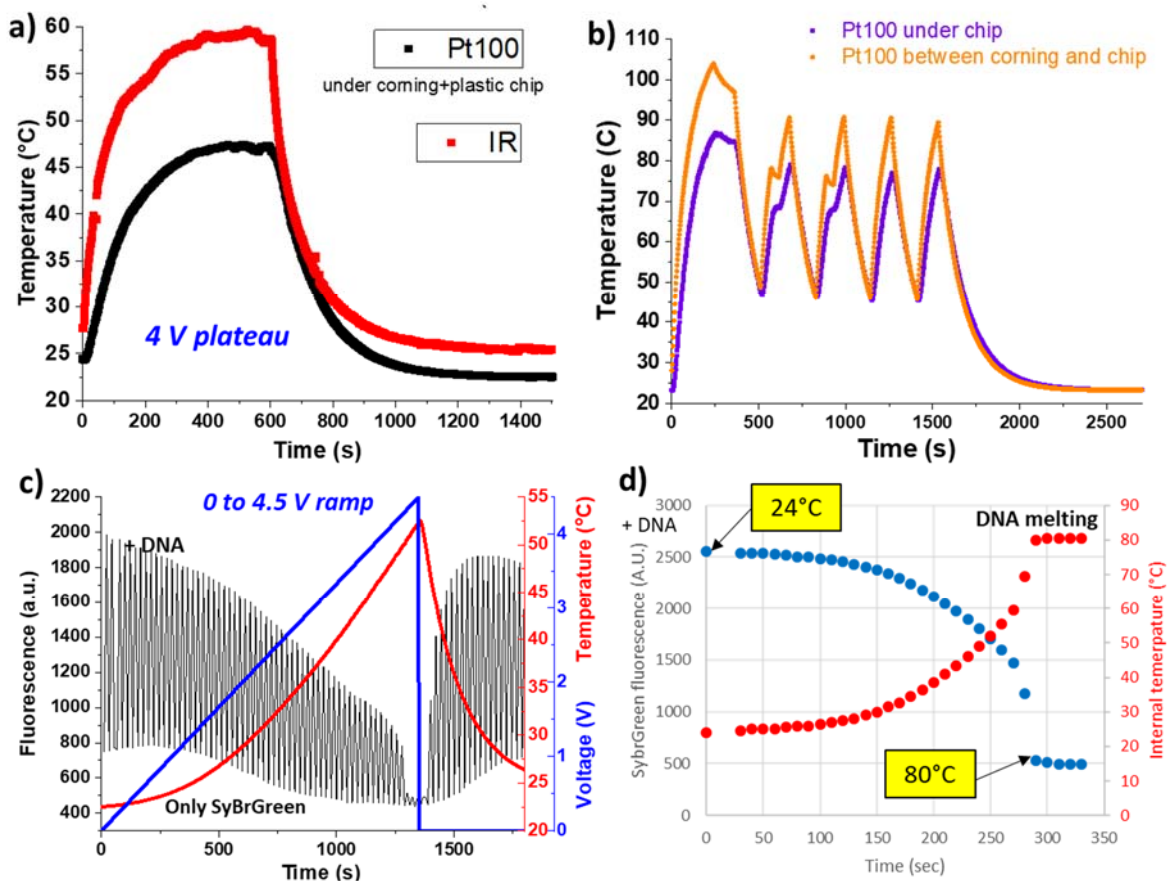 a)
Temperature (°C)
60
55
50
45
40
35
30
25
20
Pt100
under corning+plastic chip
IR
4 V plateau
0 200 400 600 800 1000 1200 1400
Time (s)
b)
Pt100 under chip
Pt100 between corning and chip
Temperature (C)
110
100
90
80
70
60
50
40
30
20
0 500 1000 1500 2000 2500
Time (s)
c)
Fluorescence (a.u.)
2200
2000
1800
1600
1400
1200
1000
800
600
400
0 to 4.5 V ramp
+ DNA
Only SyBrGreen
0 500 1000 1500
Time (s)
55
50
45
40
35
30
25
20
Temperature (°C)
4
3
2
1
0
Voltage (V)
d)
+ DNA
SybrGreen fluorescence (A.U.)
3000
2500
2000
1500
1000
500
0
24°C
DNA melting
80°C
0 50 100 150 200 250 300 350
Time (sec)
90
80
70
60
50
40
30
20
10
0
Internal temerpature (°C)